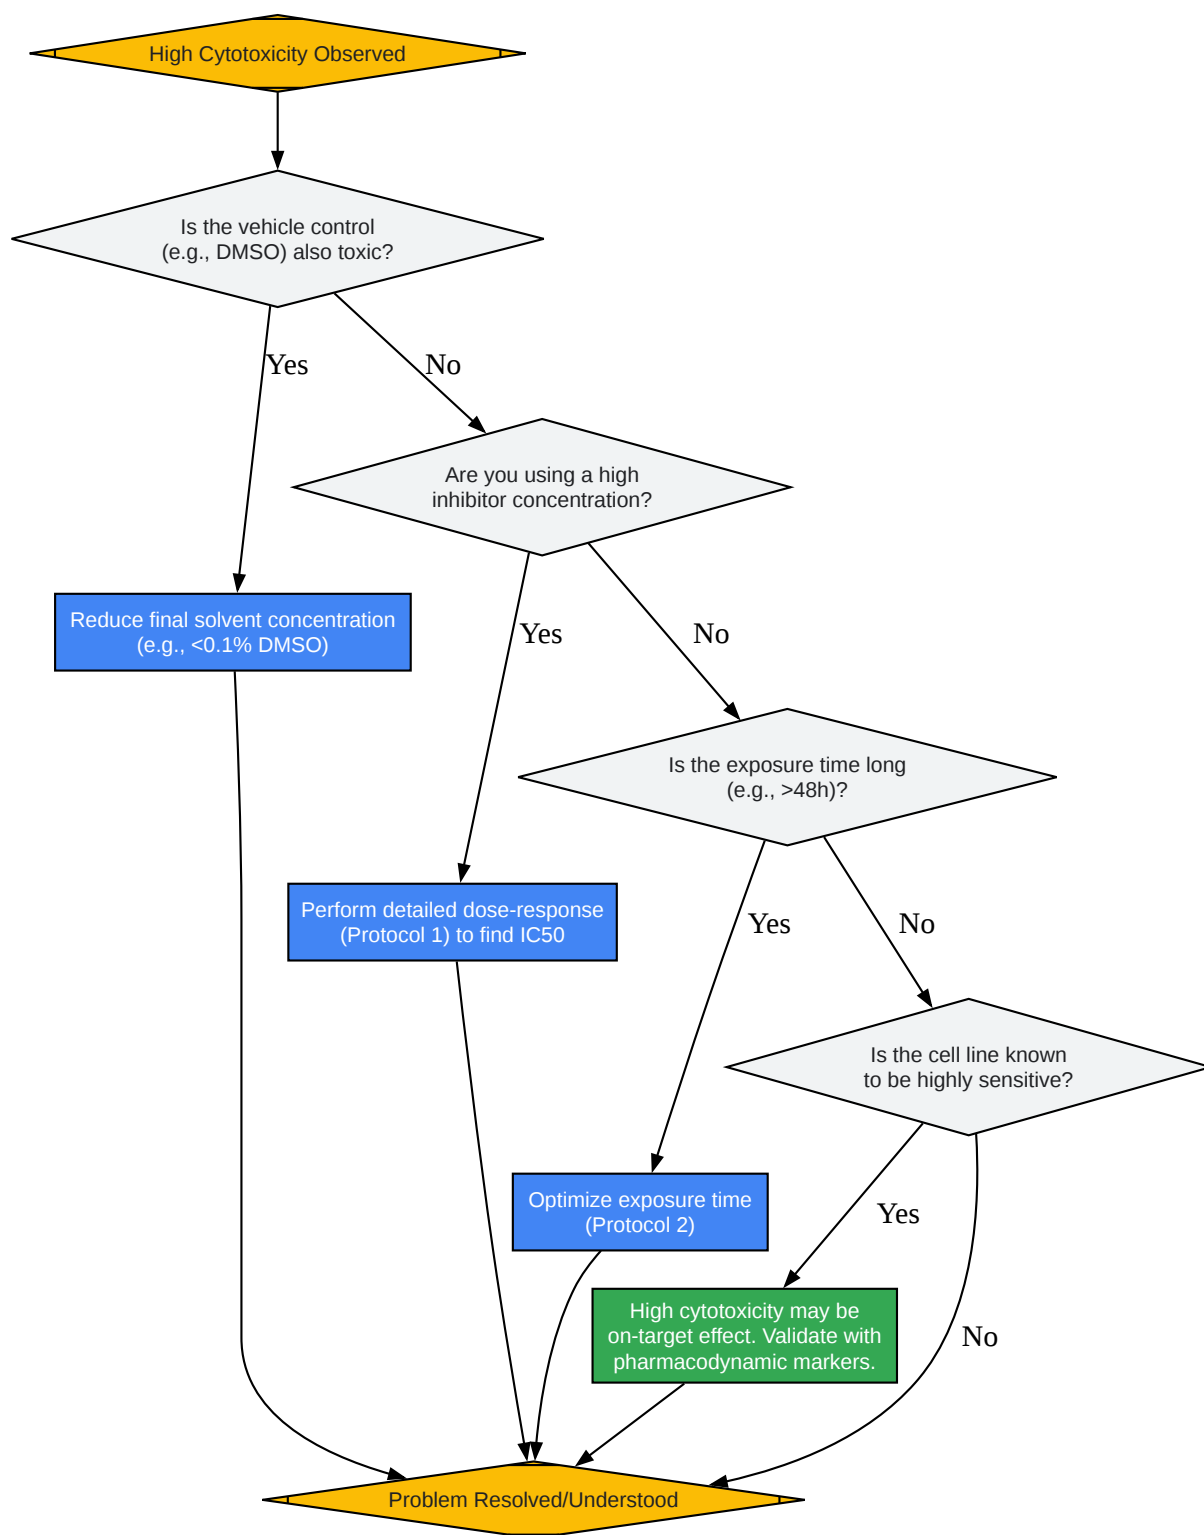 High Cytotoxicity Observed
Is the vehicle control
(e.g., DMSO) also toxic?
Yes
No
Are you using a high
inhibitor concentration?
Reduce final solvent concentration
(e.g., <0.1% DMSO)
Yes
No
Is the exposure time long
(e.g., >48h)?
Perform detailed dose-response
(Protocol 1) to find IC50
Yes
No
Is the cell line known
to be highly sensitive?
Optimize exposure time
(Protocol 2)
Yes
High cytotoxicity may be
on-target effect. Validate with
pharmacodynamic markers.
No
Problem Resolved/Understood